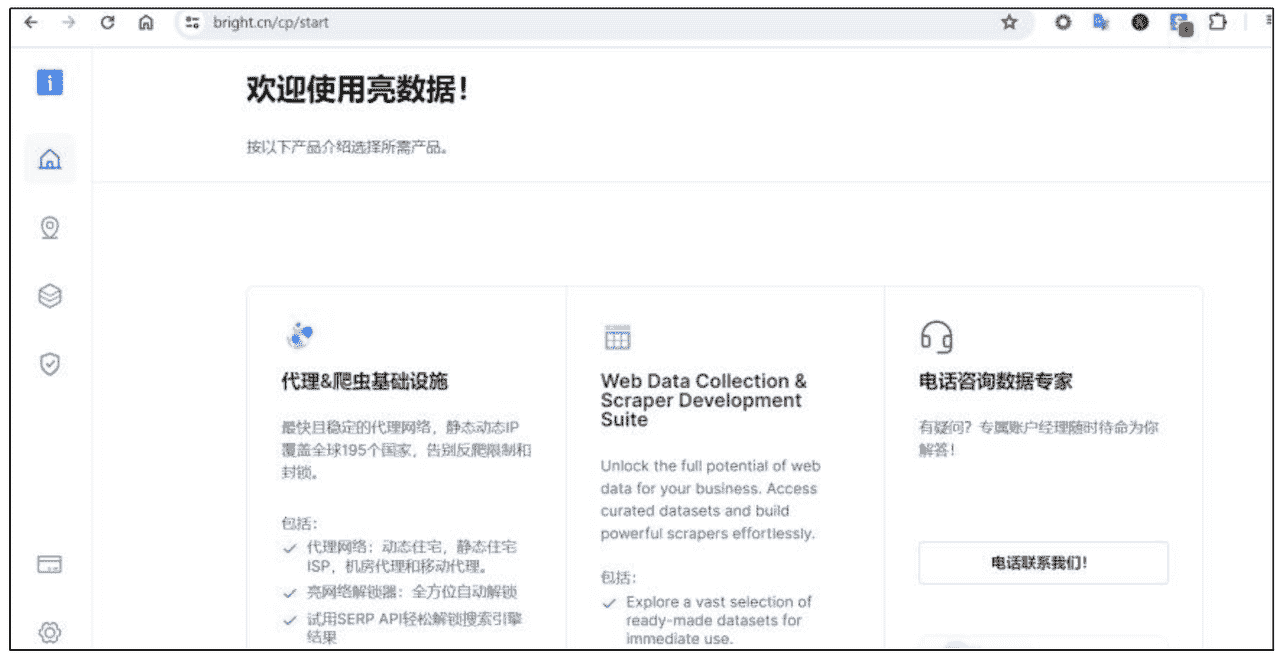 bright.cn/cp/start
欢迎使用亮数据！
按以下产品介绍选择所需产品。
代理&爬虫基础设施
最快且稳定的代理网络，静态动态IP
覆盖全球195个国家，告别反爬限制和
封锁。
包括：
代理网络：动态住宅，静态住宅
ISP，机房代理和移动代理。
亮网络解锁器：全方位自动解锁
试用SERP API轻松解锁搜索引擎
结果
Web Data Collection &
Scraper Development
Suite
Unlock the full potential of web
data for your business. Access
curated datasets and build
powerful scrapers effortlessly.
包括：
Explore a vast selection of
ready-made datasets for
immediate use.
电话咨询数据专家
有疑问？专属账户经理随时待命为你
解答！
电话联系我们！